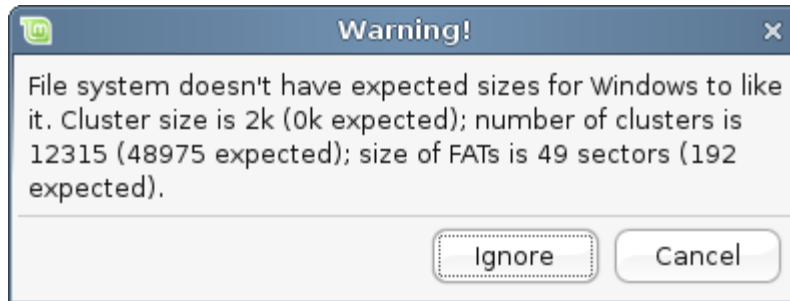 Warning!
File system doesn't have expected sizes for Windows to like
it. Cluster size is 2k (0k expected); number of clusters is
12315 (48975 expected); size of FATs is 49 sectors (192
expected).
Ignore
Cancel